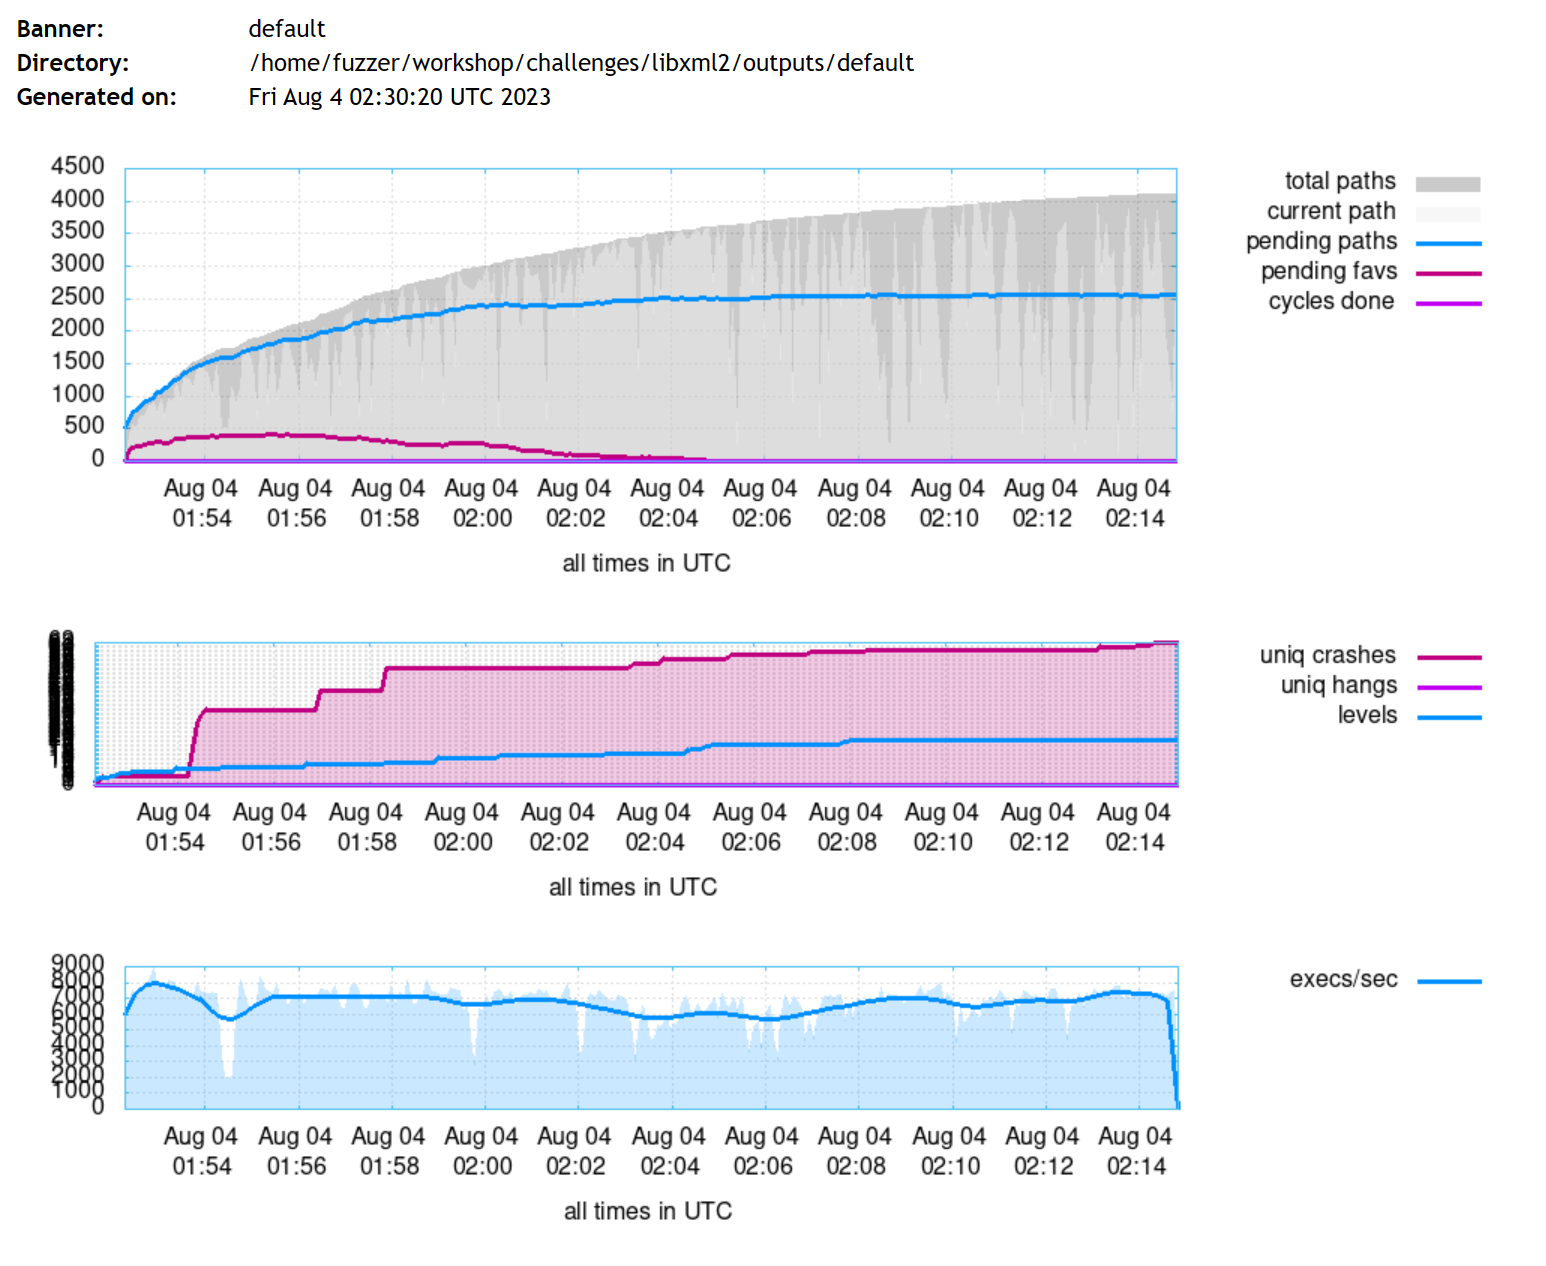 Banner: default
Directory: /home/fuzzer/workshop/challenges/libxml2/outputs/default
Generated on: Fri Aug 4 02:30:20 UTC 2023
4500
4000
3500
3000
2500
2000
1500
1000
500
0
Aug 04 Aug 04 Aug 04 Aug 04 Aug 04 Aug 04 Aug 04 Aug 04 Aug 04 Aug 04 Aug 04
01:54 01:56 01:58 02:00 02:02 02:04 02:06 02:08 02:10 02:12 02:14
all times in UTC
total paths
current path
pending paths
pending favs
cycles done
Aug 04 Aug 04 Aug 04 Aug 04 Aug 04 Aug 04 Aug 04 Aug 04 Aug 04 Aug 04 Aug 04
01:54 01:56 01:58 02:00 02:02 02:04 02:06 02:08 02:10 02:12 02:14
all times in UTC
uniq crashes
uniq hangs
levels
9000
8000
7000
6000
5000
4000
3000
2000
1000
0
Aug 04 Aug 04 Aug 04 Aug 04 Aug 04 Aug 04 Aug 04 Aug 04 Aug 04 Aug 04 Aug 04
01:54 01:56 01:58 02:00 02:02 02:04 02:06 02:08 02:10 02:12 02:14
all times in UTC
execs/sec